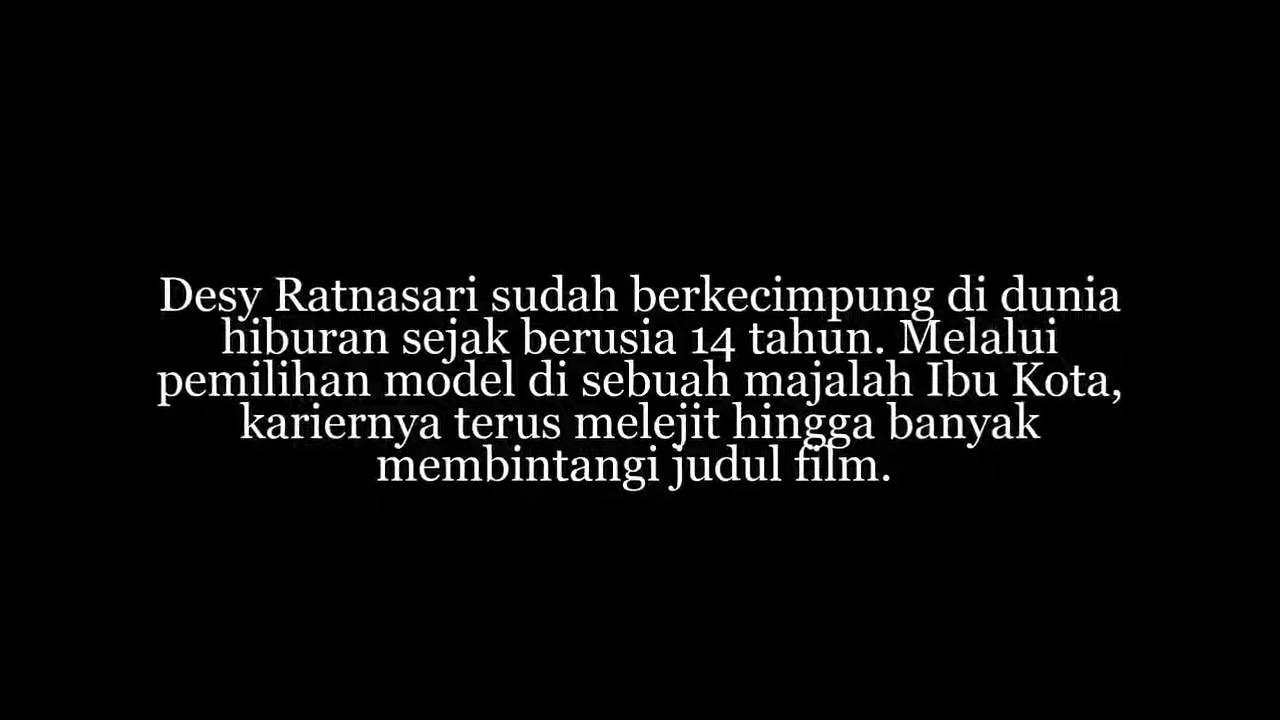 Desy Ratnasari sudah berkecimpung di dunia
hiburan sejak berusia 14 tahun. Melalui
pemilihan model di sebuah majalah Ibu Kota,
kariernya terus melejit hingga banyak
membintangi judul film.